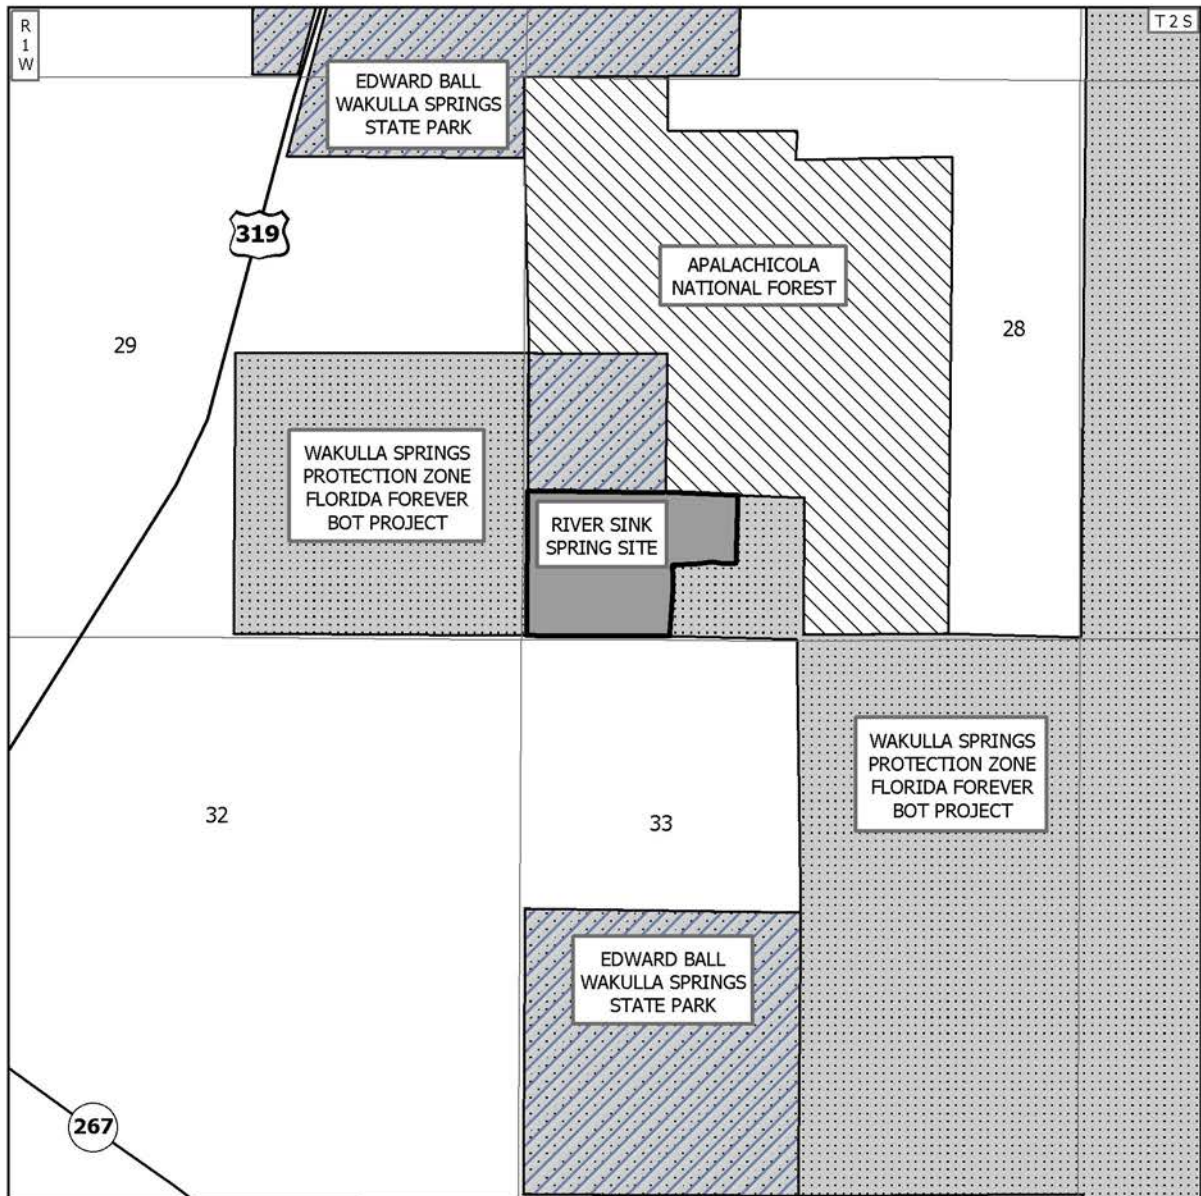 R
1
W
T 2 S
EDWARD BALL
WAKULLA SPRINGS
STATE PARK
319
APALACHICOLA
NATIONAL FOREST
29
28
WAKULLA SPRINGS
PROTECTION ZONE
FLORIDA FOREVER
BOT PROJECT
RIVER SINK
SPRING SITE
WAKULLA SPRINGS
PROTECTION ZONE
FLORIDA FOREVER
BOT PROJECT
32
33
EDWARD BALL
WAKULLA SPRINGS
STATE PARK
267